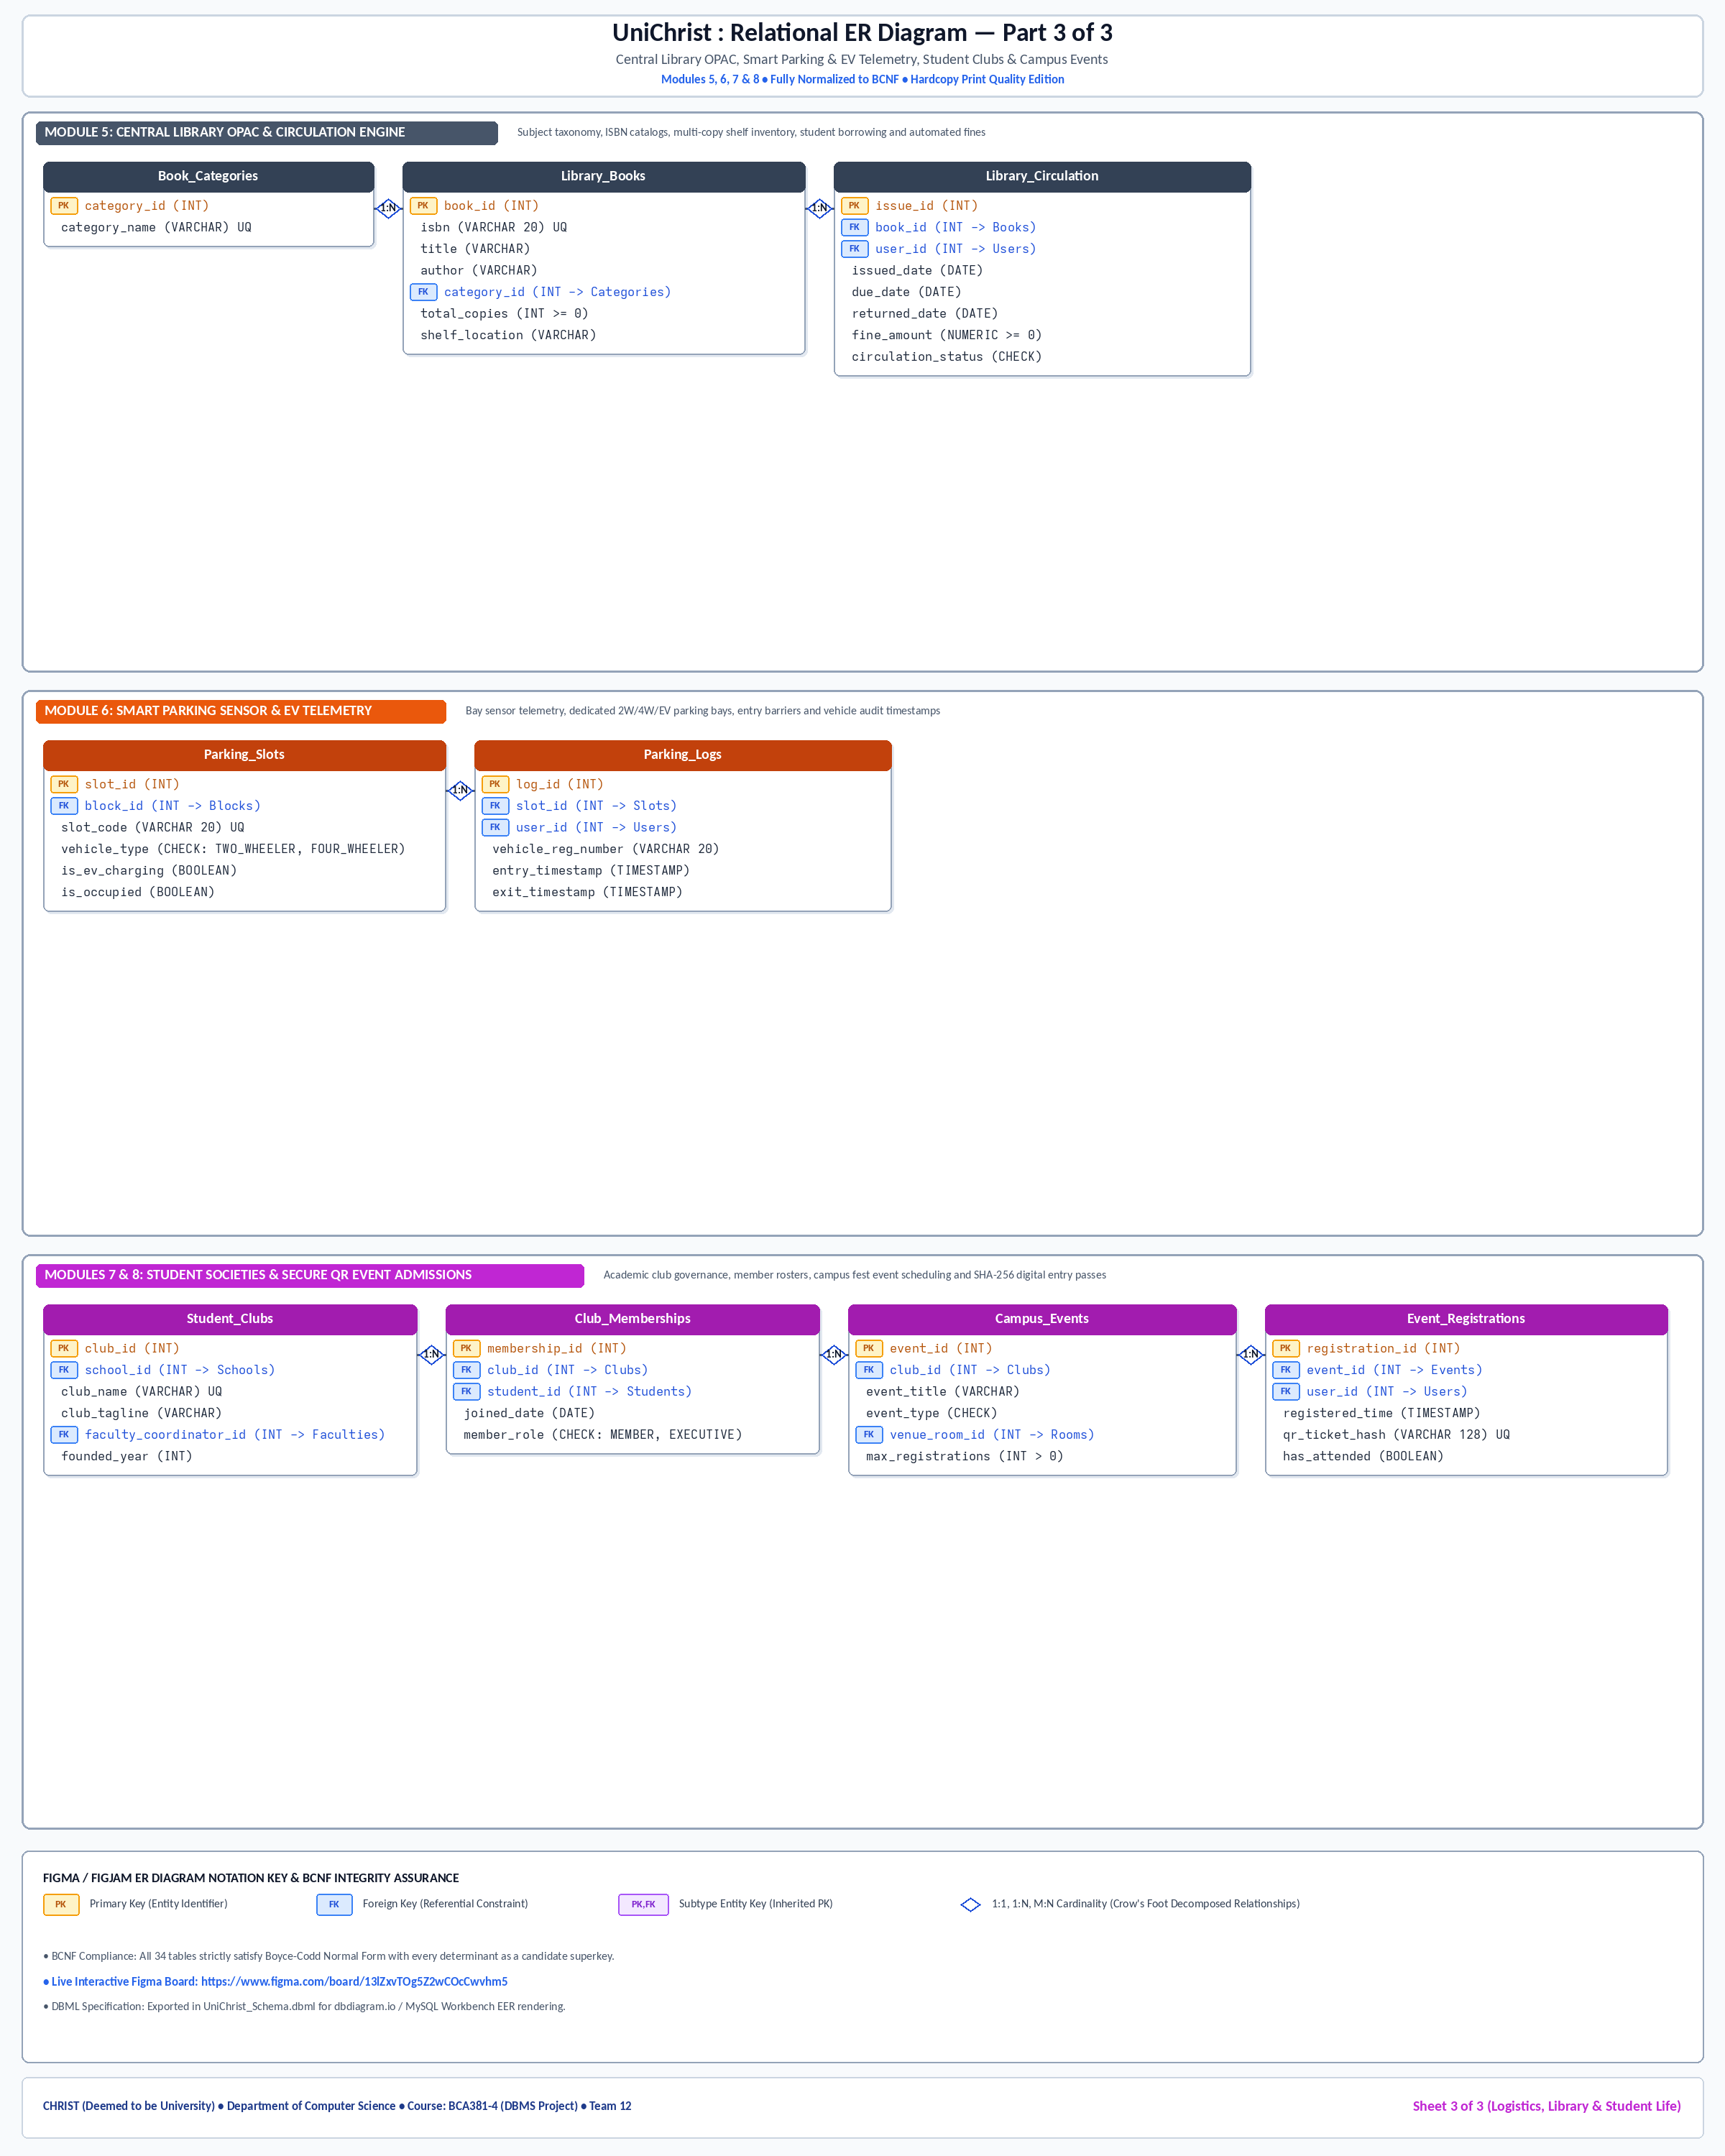 UniChrist : Relational ER Diagram — Part 3 of 3
Central Library OPAC, Smart Parking & EV Telemetry, Student Clubs & Campus Events
Modules 5, 6, 7 & 8 • Fully Normalized to BCNF • Hardcopy Print Quality Edition
MODULE 5: CENTRAL LIBRARY OPAC & CIRCULATION ENGINE
Subject taxonomy, ISBN catalogs, multi-copy shelf inventory, student borrowing and automated fines
Book_Categories
PK category_id (INT)
category_name (VARCHAR) UQ
1:N
Library_Books
PK book_id (INT)
isbn (VARCHAR 20) UQ
title (VARCHAR)
author (VARCHAR)
FK category_id (INT -> Categories)
total_copies (INT >= 0)
shelf_location (VARCHAR)
1:N
Library_Circulation
PK issue_id (INT)
FK book_id (INT -> Books)
FK user_id (INT -> Users)
issued_date (DATE)
due_date (DATE)
returned_date (DATE)
fine_amount (NUMERIC >= 0)
circulation_status (CHECK)
MODULE 6: SMART PARKING SENSOR & EV TELEMETRY
Bay sensor telemetry, dedicated 2W/4W/EV parking bays, entry barriers and vehicle audit timestamps
Parking_Slots
PK slot_id (INT)
FK block_id (INT -> Blocks)
slot_code (VARCHAR 20) UQ
vehicle_type (CHECK: TWO_WHEELER, FOUR_WHEELER)
is_ev_charging (BOOLEAN)
is_occupied (BOOLEAN)
1:N
Parking_Logs
PK log_id (INT)
FK slot_id (INT -> Slots)
FK user_id (INT -> Users)
vehicle_reg_number (VARCHAR 20)
entry_timestamp (TIMESTAMP)
exit_timestamp (TIMESTAMP)
MODULES 7 & 8: STUDENT SOCIETIES & SECURE QR EVENT ADMISSIONS
Academic club governance, member rosters, campus fest event scheduling and SHA-256 digital entry passes
Student_Clubs
PK club_id (INT)
FK school_id (INT -> Schools)
club_name (VARCHAR) UQ
club_tagline (VARCHAR)
FK faculty_coordinator_id (INT -> Faculties)
founded_year (INT)
1:N
Club_Memberships
PK membership_id (INT)
FK club_id (INT -> Clubs)
FK student_id (INT -> Students)
joined_date (DATE)
member_role (CHECK: MEMBER, EXECUTIVE)
1:N
Campus_Events
PK event_id (INT)
FK club_id (INT -> Clubs)
event_title (VARCHAR)
event_type (CHECK)
FK venue_room_id (INT -> Rooms)
max_registrations (INT > 0)
1:N
Event_Registrations
PK registration_id (INT)
FK event_id (INT -> Events)
FK user_id (INT -> Users)
registered_time (TIMESTAMP)
qr_ticket_hash (VARCHAR 128) UQ
has_attended (BOOLEAN)
FIGMA / FIGJAM ER DIAGRAM NOTATION KEY & BCNF INTEGRITY ASSURANCE
PK Primary Key (Entity Identifier)
FK Foreign Key (Referential Constraint)
PK,FK Subtype Entity Key (Inherited PK)
1:1, 1:N, M:N Cardinality (Crow's Foot Decomposed Relationships)
• BCNF Compliance: All 34 tables strictly satisfy Boyce-Codd Normal Form with every determinant as a candidate superkey.
• Live Interactive Figma Board: https://www.figma.com/board/13lZxvTOg5Z2wCOcCwvhm5
• DBML Specification: Exported in UniChrist_Schema.dbml for dbdiagram.io / MySQL Workbench EER rendering.
CHRIST (Deemed to be University) • Department of Computer Science • Course: BCA381-4 (DBMS Project) • Team 12
Sheet 3 of 3 (Logistics, Library & Student Life)